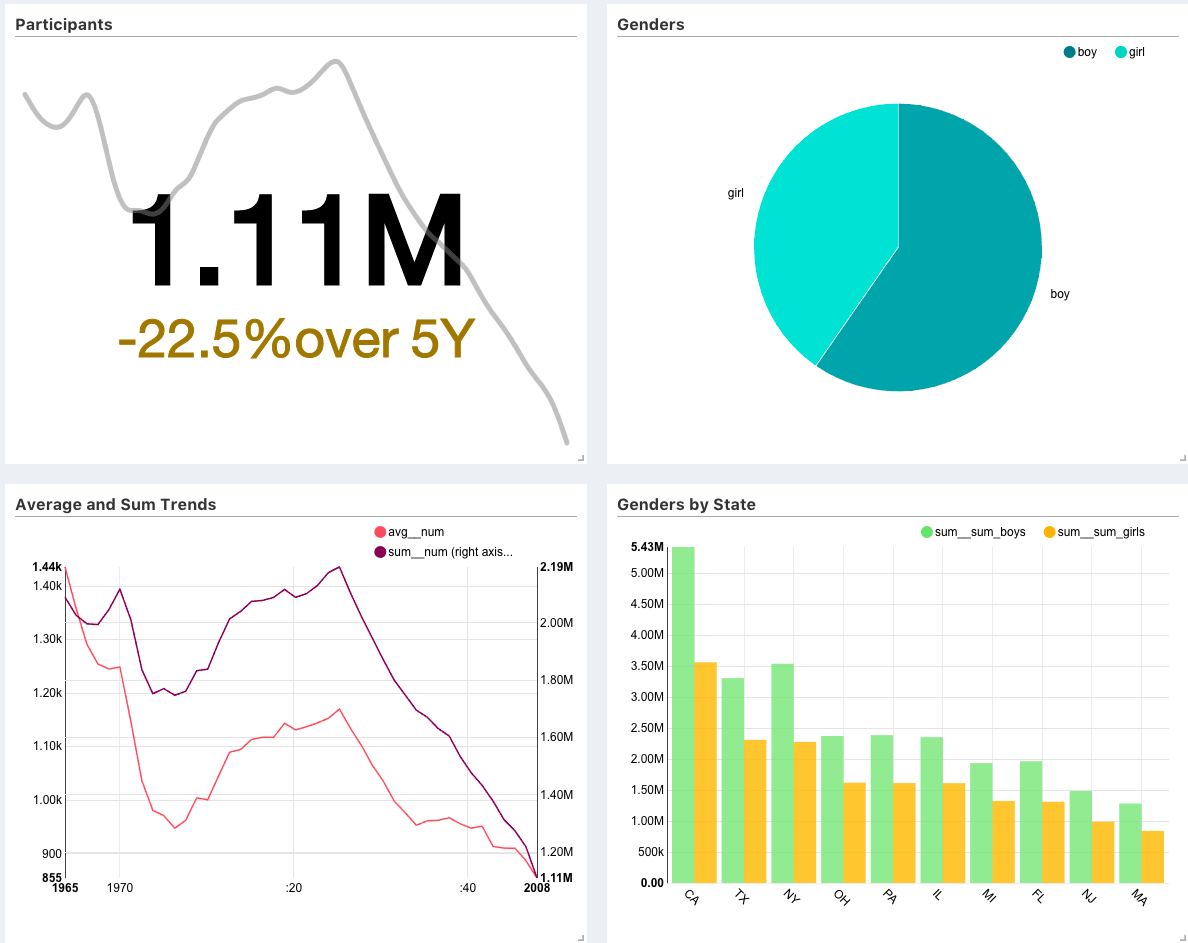 Participants
1.11M
-22.5%over 5Y
Genders
boy girl
girl
boy
Average and Sum Trends
avg__num
sum__num (right axis...
1.44k
1.40k
1.30k
1.20k
1.10k
1.00k
900
855
2.19M
2.00M
1.80M
1.60M
1.40M
1.20M
1.11M
1965 1970 :20 :40 2008
Genders by State
sum__sum_boys sum__sum_girls
5.43M
5.00M
4.50M
4.00M
3.50M
3.00M
2.50M
2.00M
1.50M
1.00M
500k
0.00
CA TX NY OH PA IL MI FL NJ MA